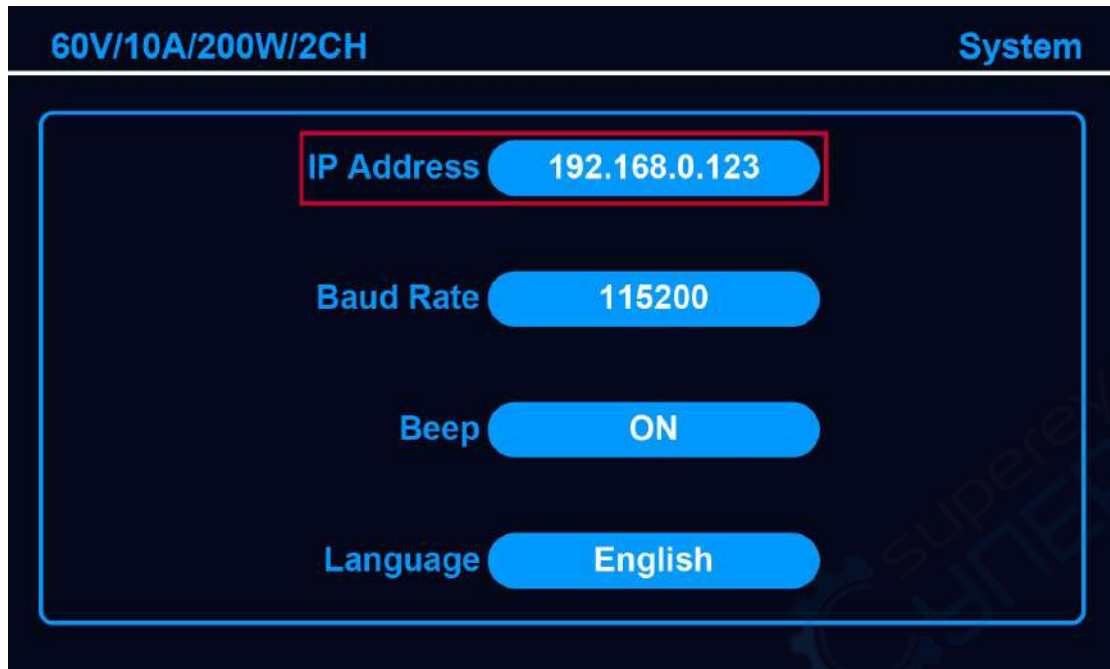 60V/10A/200W/2CH System
IP Address 192.168.0.123
Baud Rate 115200
Beep ON
Language English